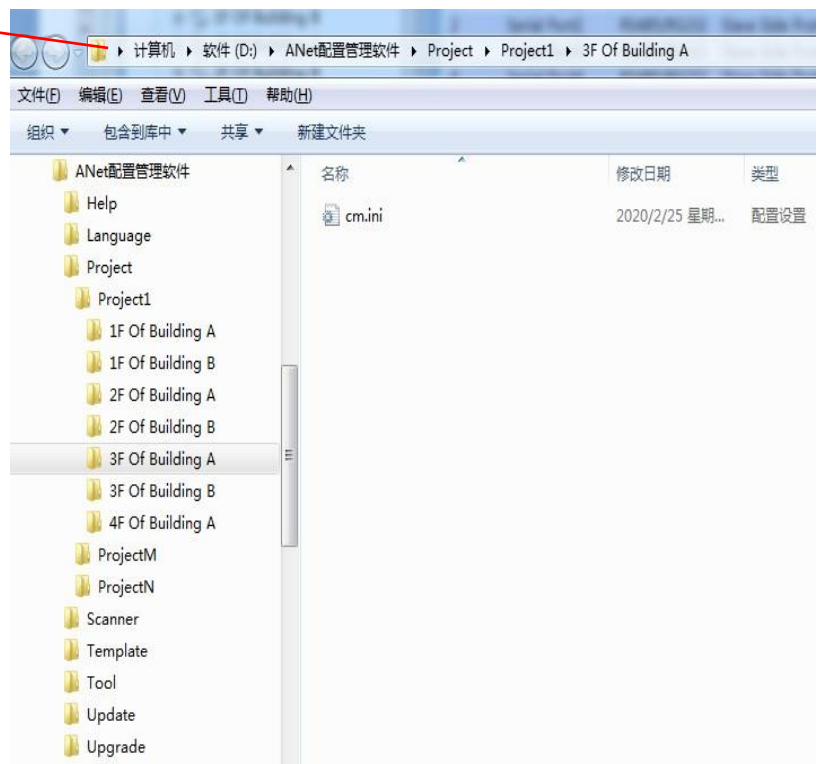 计算机 ▸ 软件 (D:) ▸ ANet配置管理软件 ▸ Project ▸ Project1 ▸ 3F Of Building A
文件(F) 编辑(E) 查看(V) 工具(T) 帮助(H)
组织 ▼ 包含到库中 ▼ 共享 ▼ 新建文件夹
ANet配置管理软件
Help
Language
Project
Project1
1F Of Building A
1F Of Building B
2F Of Building A
2F Of Building B
3F Of Building A
3F Of Building B
4F Of Building A
ProjectM
ProjectN
Scanner
Template
Tool
Update
Upgrade
名称 修改日期 类型
cm.ini 2020/2/25 星期... 配置设置